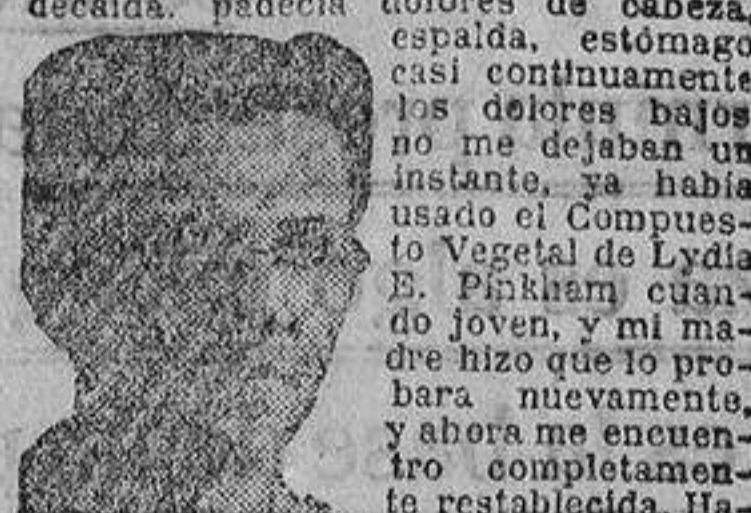 decaída. padecía dolores de cabeza,
espalda, estómago
casi continuamente
los dolores bajos
no me dejaban un
instante, ya había
usado el Compues-
to Vegetal de Lydia
E. Pinkham cuan-
do joven, y mi ma-
dre hizo que lo pro-
bara nuevamente,
y ahora me encuen-
tro completamen-
te restablecida. Ha-